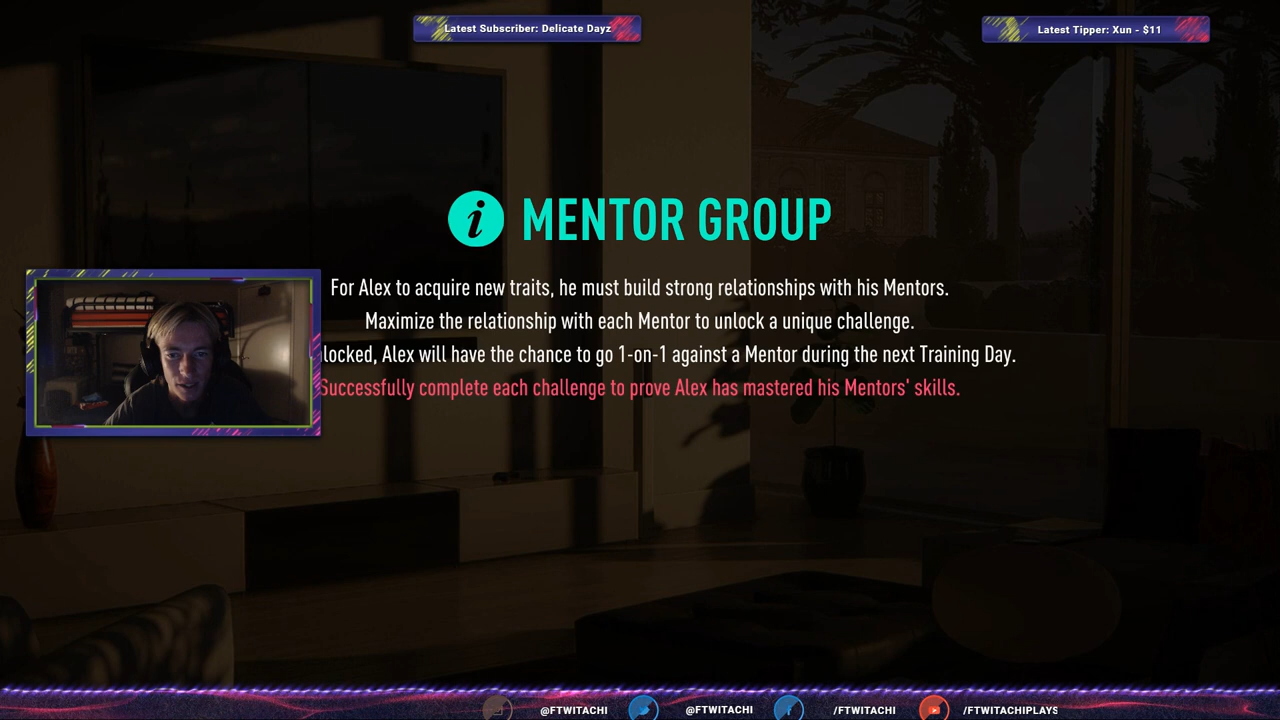 Latest Subscriber: Delicate Dayz
Latest Tipper: Xun - $11
i MENTOR GROUP
For Alex to acquire new traits, he must build strong relationships with his Mentors.
Maximize the relationship with each Mentor to unlock a unique challenge.
locked, Alex will have the chance to go 1-on-1 against a Mentor during the next Training Day.
Successfully complete each challenge to prove Alex has mastered his Mentors' skills.
@FTWITACHI
@FTWITACHI
/FTWITACHI
/FTWITACHIPLAYS